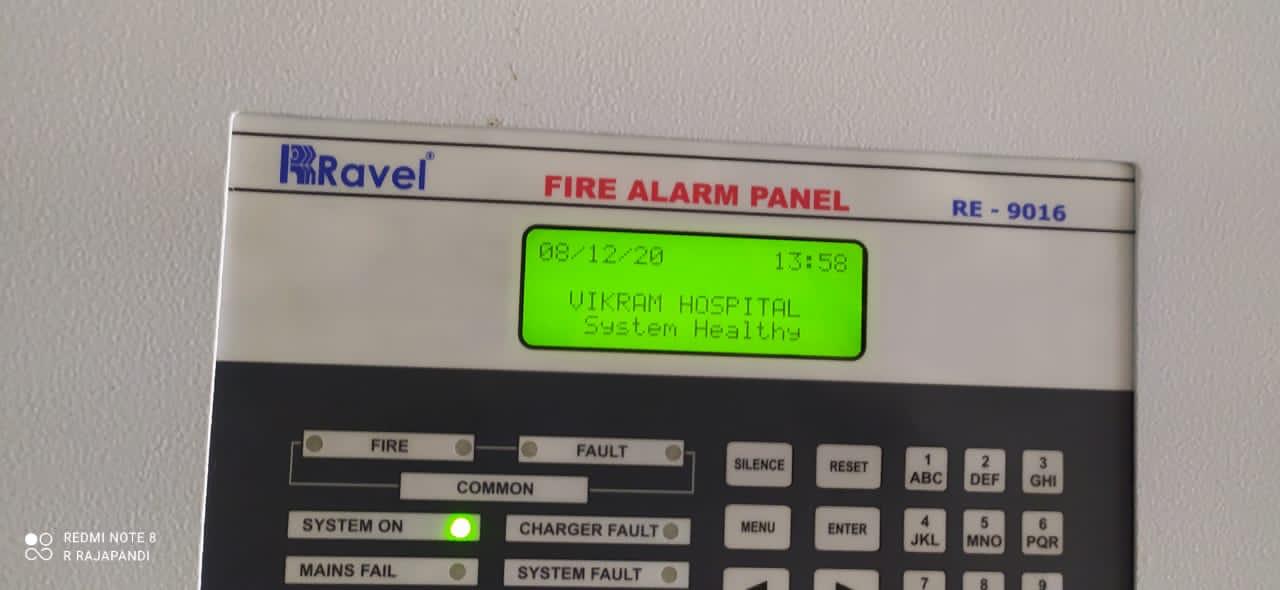 Ravel®
FIRE ALARM PANEL
RE - 9016
08/12/20 13:58
VIKRAM HOSPITAL
System Healthy
FIRE
FAULT
COMMON
SYSTEM ON
CHARGER FAULT
MAINS FAIL
SYSTEM FAULT
SILENCE
RESET
1
ABC
2
DEF
3
GHI
MENU
ENTER
4
JKL
5
MNO
6
PQR
7
8
9
REDMI NOTE 8
R RAJAPANDI